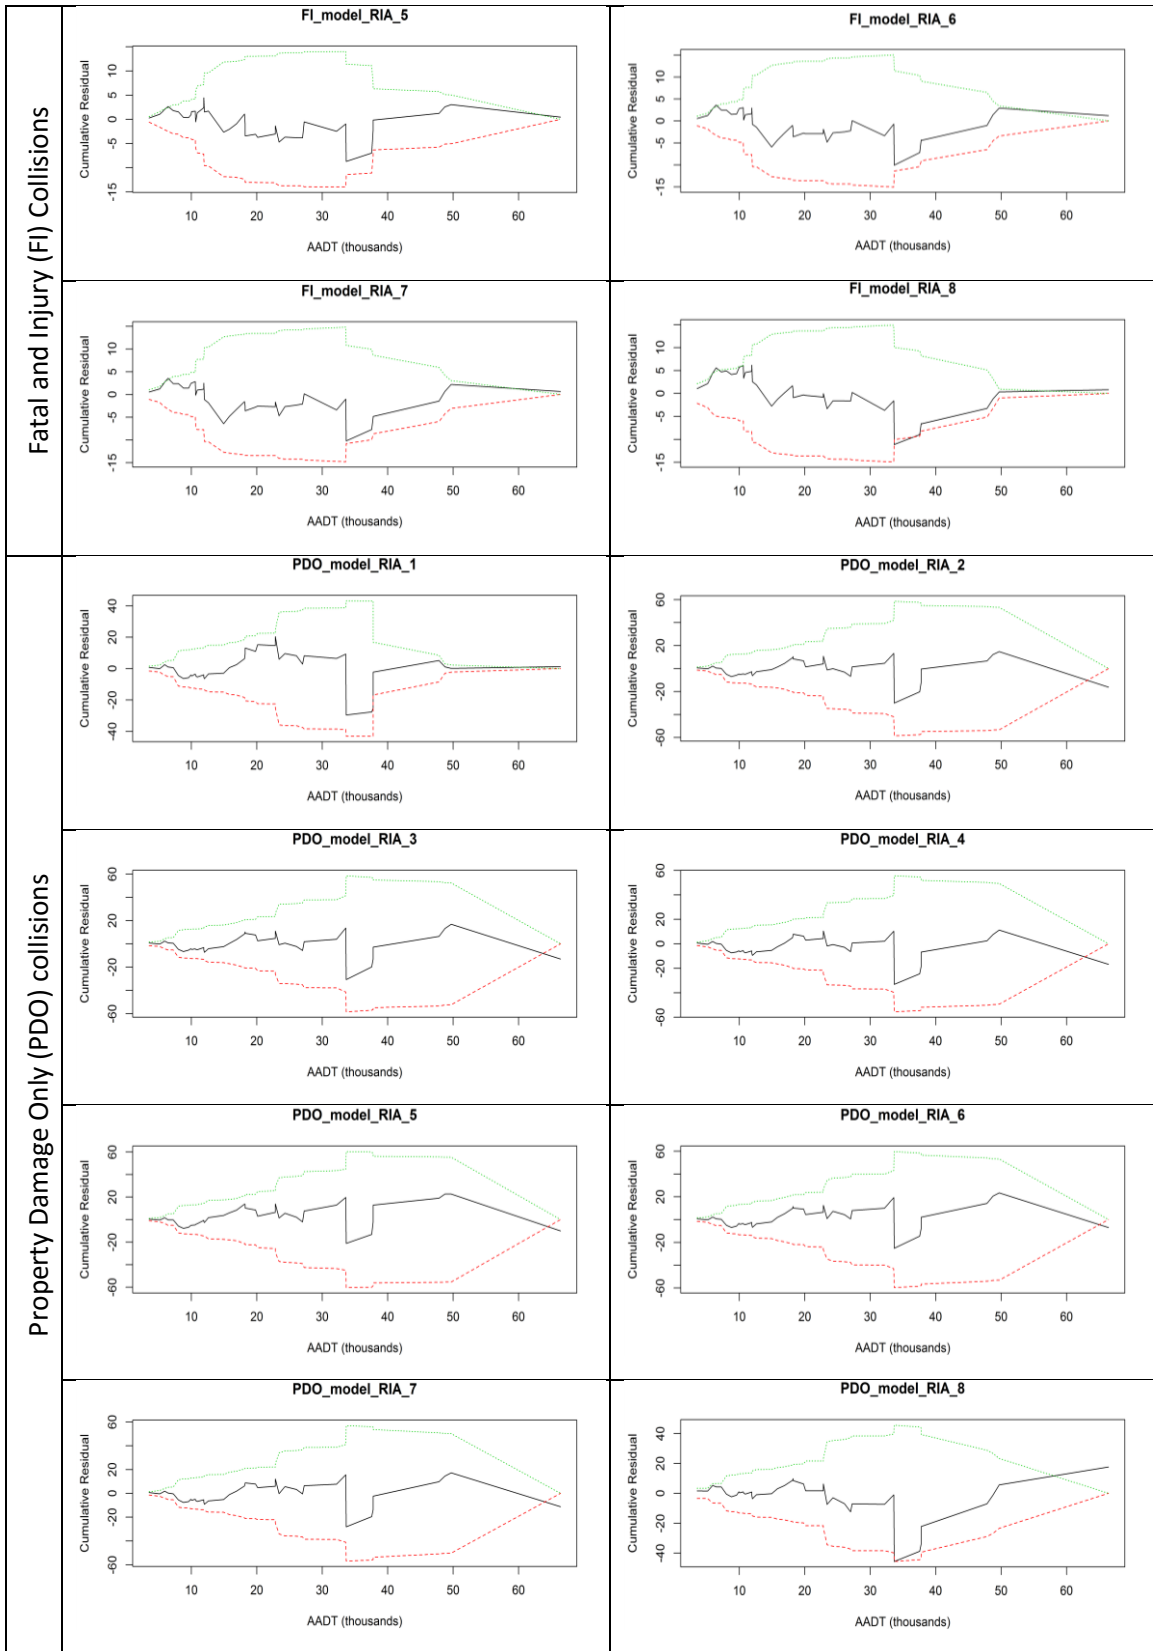 Fatal and Injury (FI) Collisions
FI_model_RIA_5
Cumulative Residual
10
5
0
-5
-15
10 20 30 40 50 60
AADT (thousands)
FI_model_RIA_6
Cumulative Residual
15
10
5
0
-5
-15
10 20 30 40 50 60
AADT (thousands)
FI_model_RIA_7
Cumulative Residual
10
5
0
-5
-15
10 20 30 40 50 60
AADT (thousands)
FI_model_RIA_8
Cumulative Residual
10
5
0
-5
-15
10 20 30 40 50 60
AADT (thousands)
Property Damage Only (PDO) collisions
PDO_model_RIA_1
Cumulative Residual
40
20
0
-20
-40
10 20 30 40 50 60
AADT (thousands)
PDO_model_RIA_2
Cumulative Residual
60
20
-20
-60
10 20 30 40 50 60
AADT (thousands)
PDO_model_RIA_3
Cumulative Residual
60
20
-20
-60
10 20 30 40 50 60
AADT (thousands)
PDO_model_RIA_4
Cumulative Residual
60
20
-20
-60
10 20 30 40 50 60
AADT (thousands)
PDO_model_RIA_5
Cumulative Residual
60
20
-20
-60
10 20 30 40 50 60
AADT (thousands)
PDO_model_RIA_6
Cumulative Residual
60
20
-20
-60
10 20 30 40 50 60
AADT (thousands)
PDO_model_RIA_7
Cumulative Residual
60
20
0
-20
-60
10 20 30 40 50 60
AADT (thousands)
PDO_model_RIA_8
Cumulative Residual
40
20
0
-20
-40
10 20 30 40 50 60
AADT (thousands)